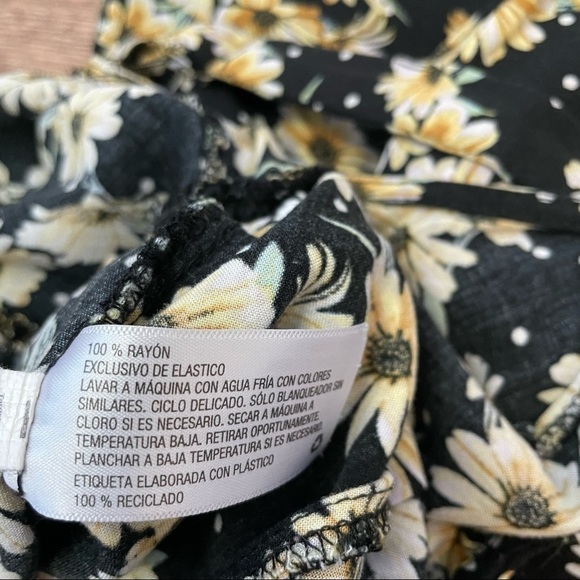 100 % RAYÓN
EXCLUSIVO DE ELASTICO
LAVAR A MÁQUINA CON AGUA FRÍA CON COLORES
SIMILARES. CICLO DELICADO. SÓLO BLANQUEADOR SIN
CLORO SI ES NECESARIO. SECAR A MÁQUINA A
TEMPERATURA BAJA. RETIRAR OPORTUNAMENTE.
PLANCHAR A BAJA TEMPERATURA SI ES NECESARIO.
ETIQUETA ELABORADA CON PLÁSTICO
100 % RECICLADO